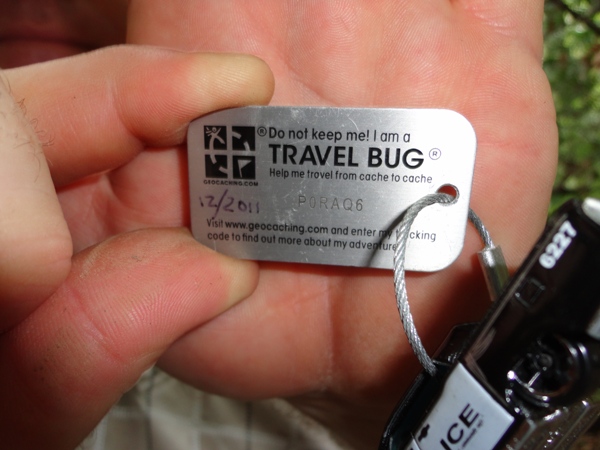 ® Do not keep me! I am a
TRAVEL BUG®
Help me travel from cache to cache
GEOCACHING.COM
12/2011
P0RAQ6
Visit www.geocaching.com and enter my tracking
code to find out more about my adventure
6227
ICE